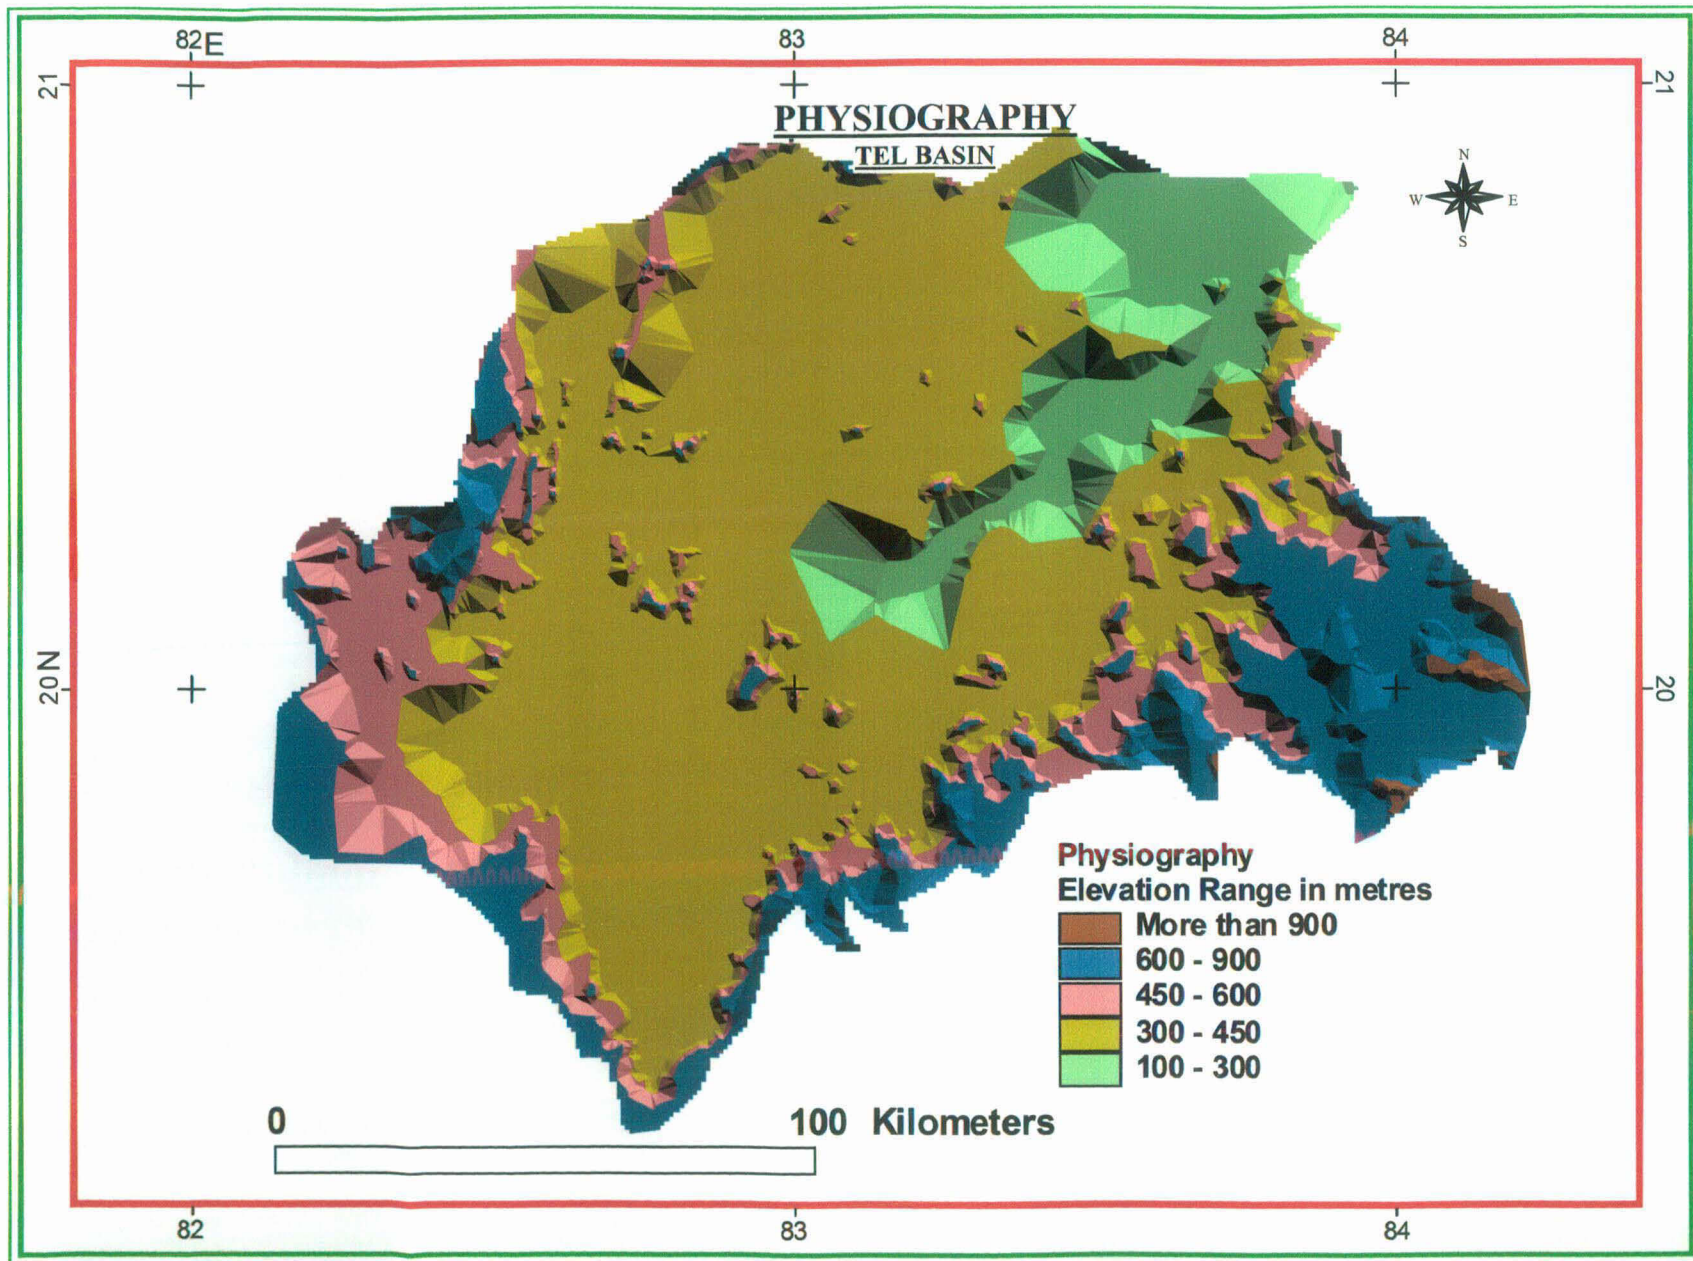 82E 83 84
21 21
PHYSIOGRAPHY
TEL BASIN
N
W E
S
20N 20
Physiography
Elevation Range in metres
More than 900
600 - 900
450 - 600
300 - 450
100 - 300
0 100 Kilometers
82 83 84